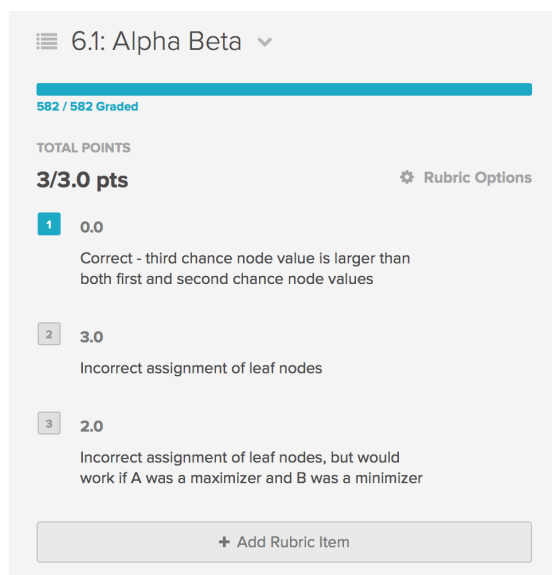 6.1: Alpha Beta
582 / 582 Graded
TOTAL POINTS
3/3.0 pts
Rubric Options
1
0.0
Correct - third chance node value is larger than
both first and second chance node values
2
3.0
Incorrect assignment of leaf nodes
3
2.0
Incorrect assignment of leaf nodes, but would
work if A was a maximizer and B was a minimizer
+ Add Rubric Item